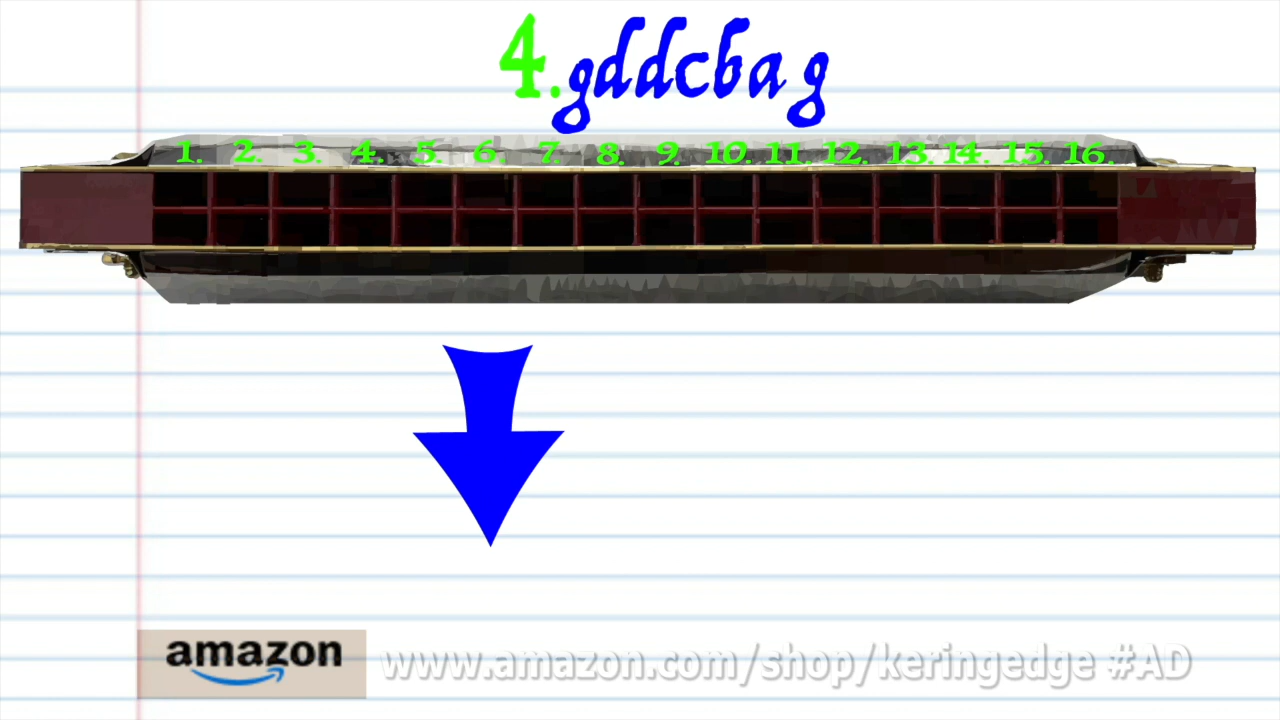 4.gddcbag
1. 2. 3. 4. 5. 6. 7. 8. 9. 10. 11. 12. 13. 14. 15. 16.
amazon www.amazon.com/shop/keringedge #AD